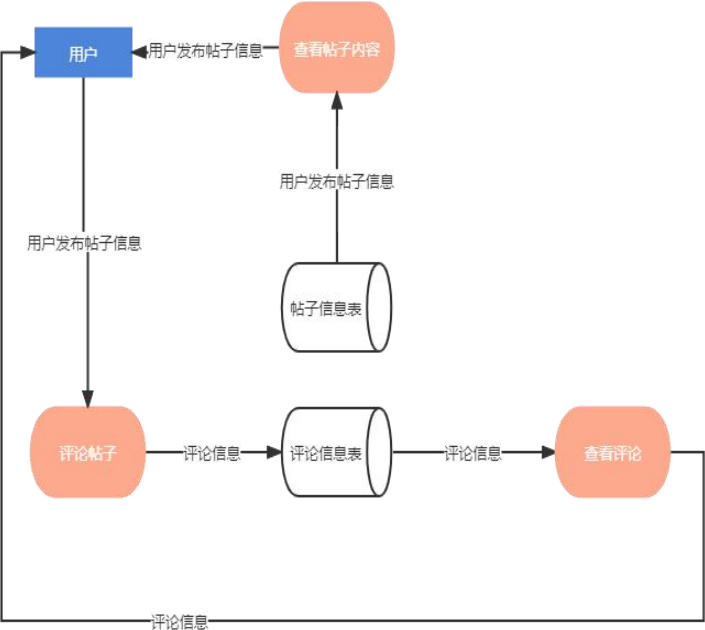 用户
用户发布帖子信息
查看帖子内容
用户发布帖子信息
用户发布帖子信息
帖子信息表
评论帖子
评论信息
评论信息表
评论信息
查看评论
评论信息